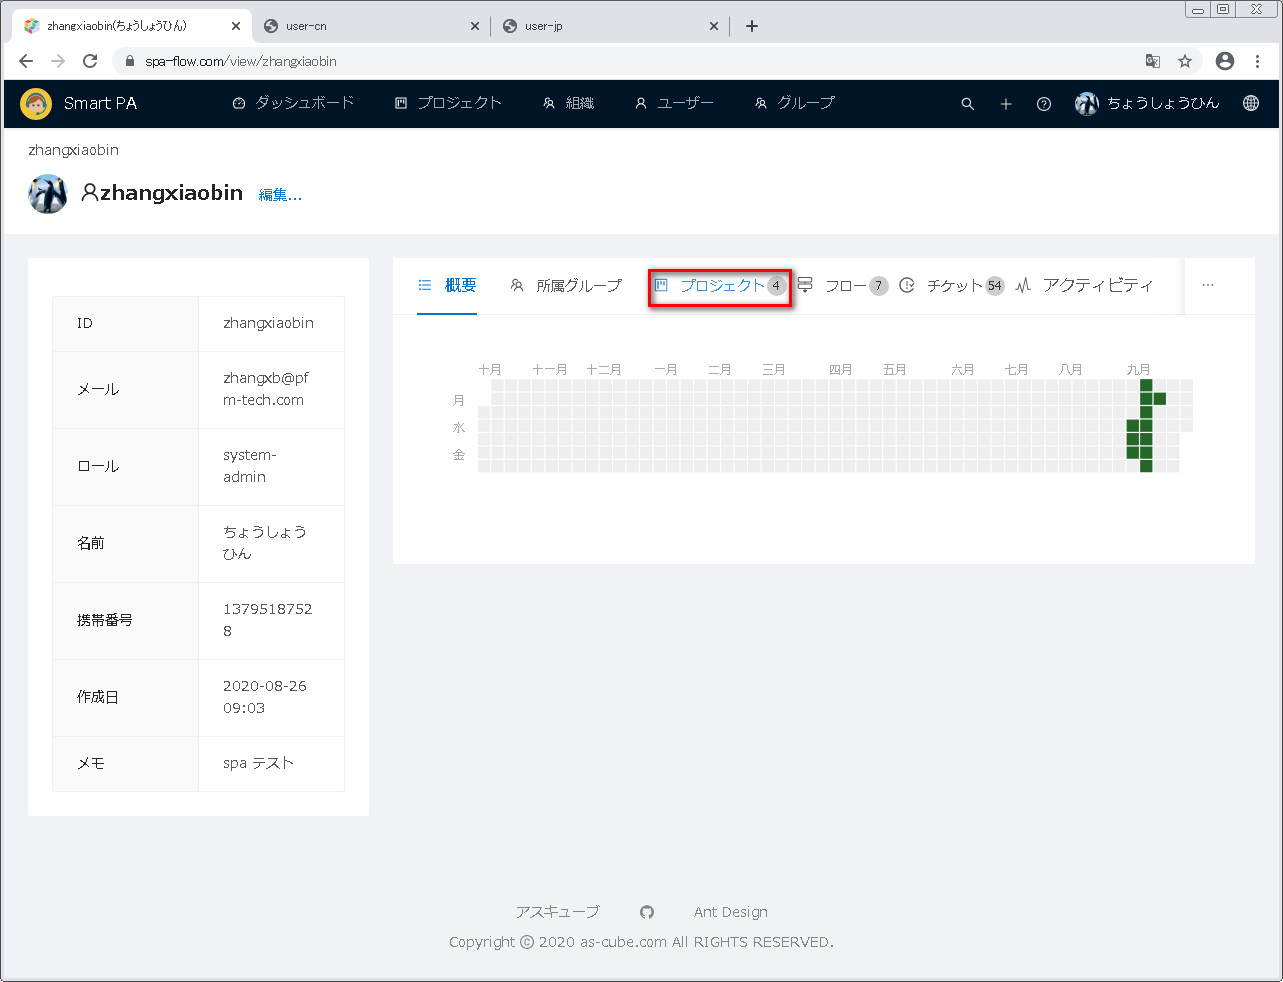 zhangxiaobin(ちょうしょうひん)
user-cn
user-jp
spa-flow.com/view/zhangxiaobin
Smart PA
ダッシュボード
プロジェクト
組織
ユーザー
グループ
ちょうしょうひん
zhangxiaobin
zhangxiaobin 編集...
ID
zhangxiaobin
メール
zhangxb@pf
m-tech.com
ロール
system-
admin
名前
ちょうしょう
ひん
携帯番号
1379518752
8
作成日
2020-08-26
09:03
メモ
spa テスト
概要
所属グループ
プロジェクト 4
フロー 7
チケット 54
アクティビティ
十月 十一月 十二月 一月 二月 三月 四月 五月 六月 七月 八月 九月
月
水
金
アスキューブ
Ant Design
Copyright © 2020 as-cube.com All RIGHTS RESERVED.